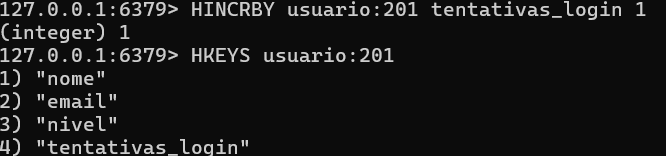 127.0.0.1:6379> HINCRBY usuario:201 tentativas_login 1
(integer) 1
127.0.0.1:6379> HKEYS usuario:201
1) "nome"
2) "email"
3) "nivel"
4) "tentativas_login"